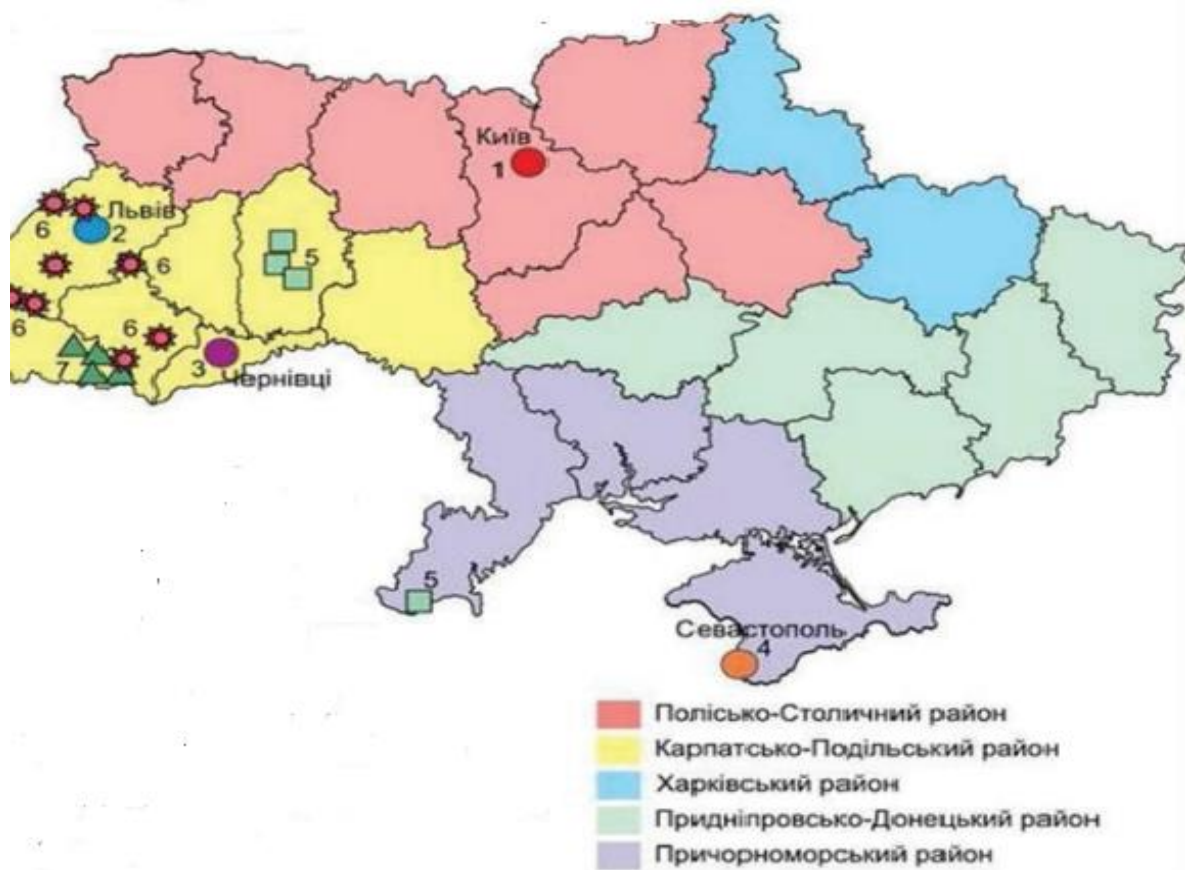 Київ
1
Львів
6
2
6
5
6
6
7
3
Чернівці
5
Севастополь
4
Полісько-Столичний район
Карпатсько-Подільський район
Харківський район
Придніпровсько-Донецький район
Причорноморський район